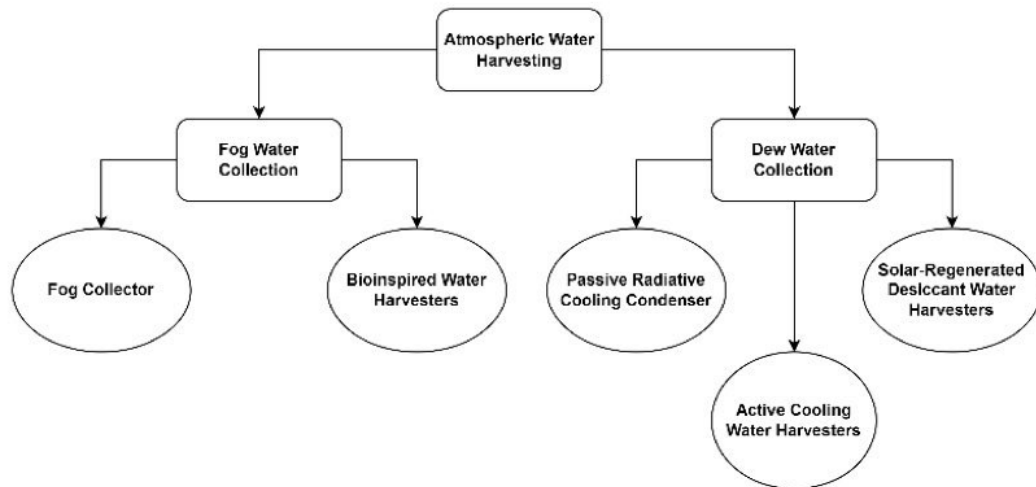 Atmospheric Water
Harvesting
Fog Water
Collection
Dew Water
Collection
Fog Collector
Bioinspired Water
Harvesters
Passive Radiative
Cooling Condenser
Solar-Regenerated
Desiccant Water
Harvesters
Active Cooling
Water Harvesters